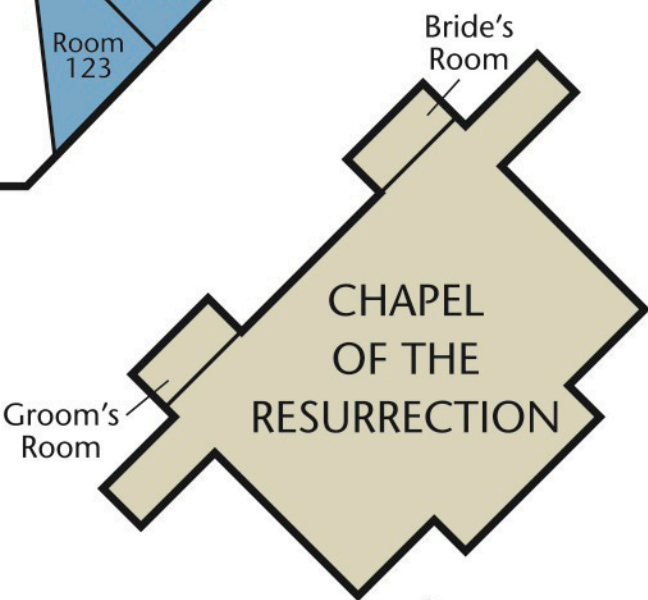 Bride's
Room
Room
123
CHAPEL
OF THE
RESURRECTION
Groom's
Room